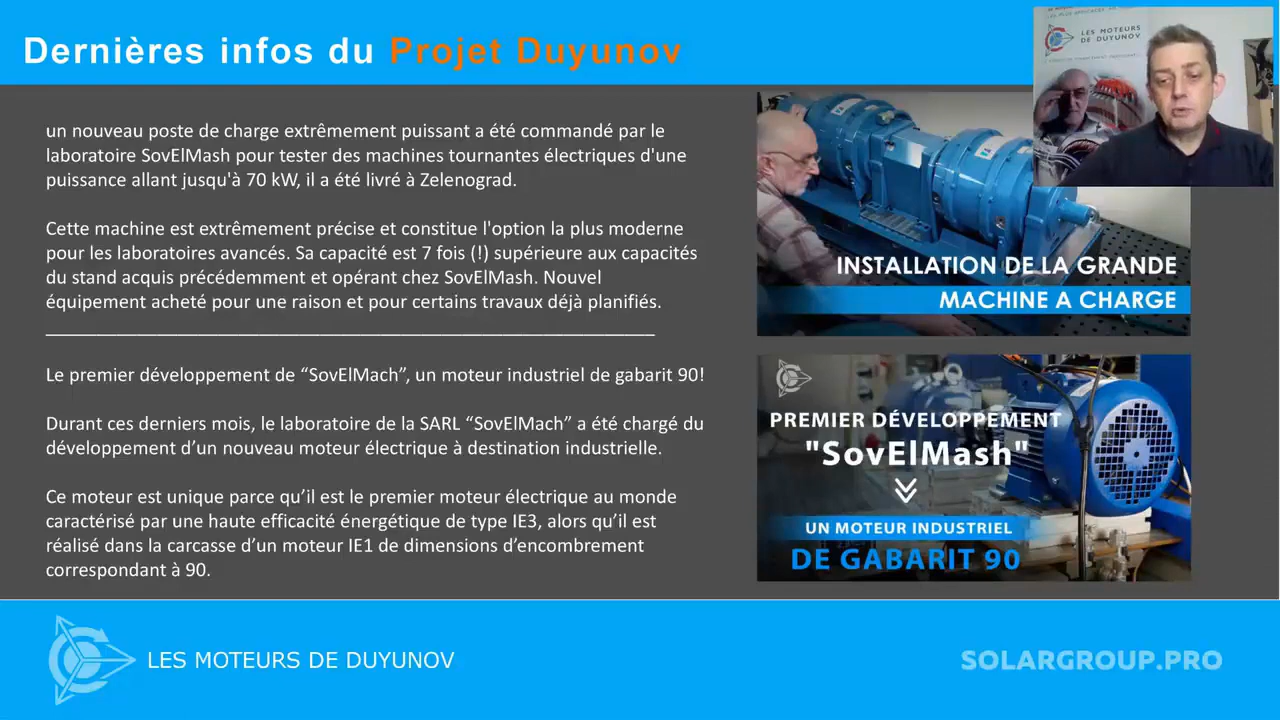 Dernières infos du Projet Duyunov
un nouveau poste de charge extrêmement puissant a été commandé par le
laboratoire SovElMash pour tester des machines tournantes électriques d'une
puissance allant jusqu'à 70 kW, il a été livré à Zelenograd.
Cette machine est extrêmement précise et constitue l'option la plus moderne
pour les laboratoires avancés. Sa capacité est 7 fois (!) supérieure aux capacités
du stand acquis précédemment et opérant chez SovElMash. Nouvel
équipement acheté pour une raison et pour certains travaux déjà planifiés.
Le premier développement de “SovElMach”, un moteur industriel de gabarit 90!
Durant ces derniers mois, le laboratoire de la SARL “SovElMach” a été chargé du
développement d’un nouveau moteur électrique à destination industrielle.
Ce moteur est unique parce qu’il est le premier moteur électrique au monde
caractérisé par une haute efficacité énergétique de type IE3, alors qu’il est
réalisé dans la carcasse d’un moteur IE1 de dimensions d’encombrement
correspondant à 90.
LES MOTEURS
DE DUYUNOV
INSTALLATION DE LA GRANDE
MACHINE A CHARGE
PREMIER DÉVELOPPEMENT
"SovElMash"
UN MOTEUR INDUSTRIEL
DE GABARIT 90
LES MOTEURS DE DUYUNOV
SOLARGROUP.PRO